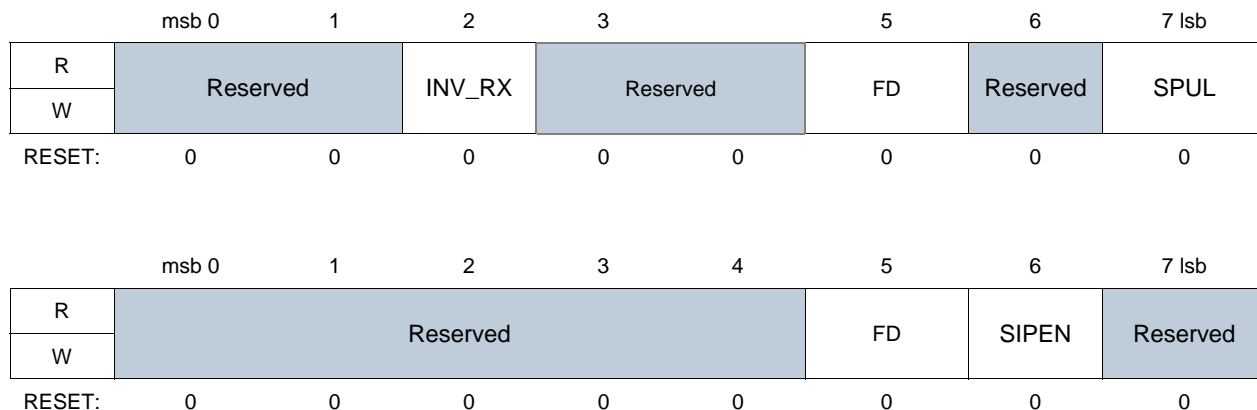 msb 0 1 2 3 5 6 7 lsb
R Reserved INV_RX Reserved FD Reserved SPUL
W
RESET: 0 0 0 0 0 0 0 0
msb 0 1 2 3 4 5 6 7 lsb
R Reserved FD SIPEN Reserved
W
RESET: 0 0 0 0 0 0 0 0